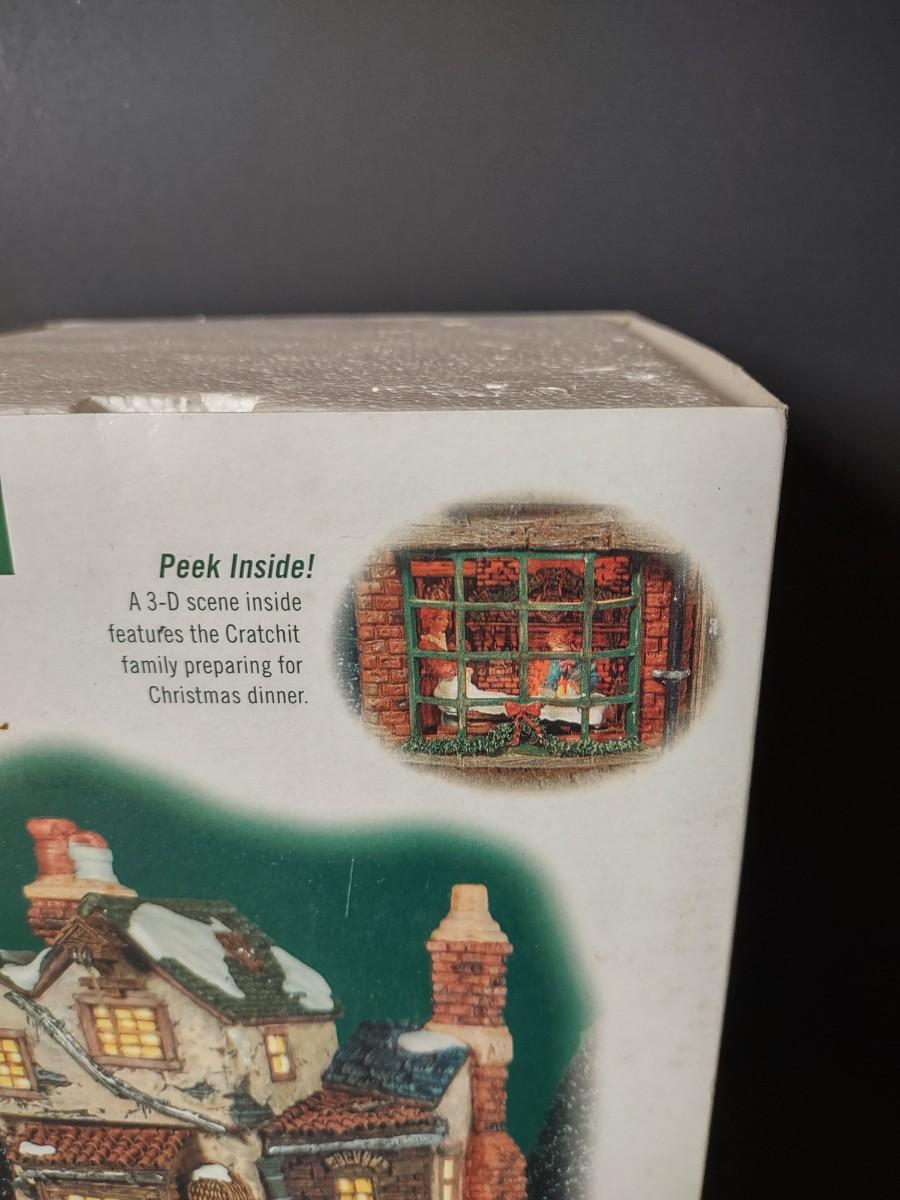 Peek Inside!
A 3-D scene inside
features the Cratchit
family preparing for
Christmas dinner.